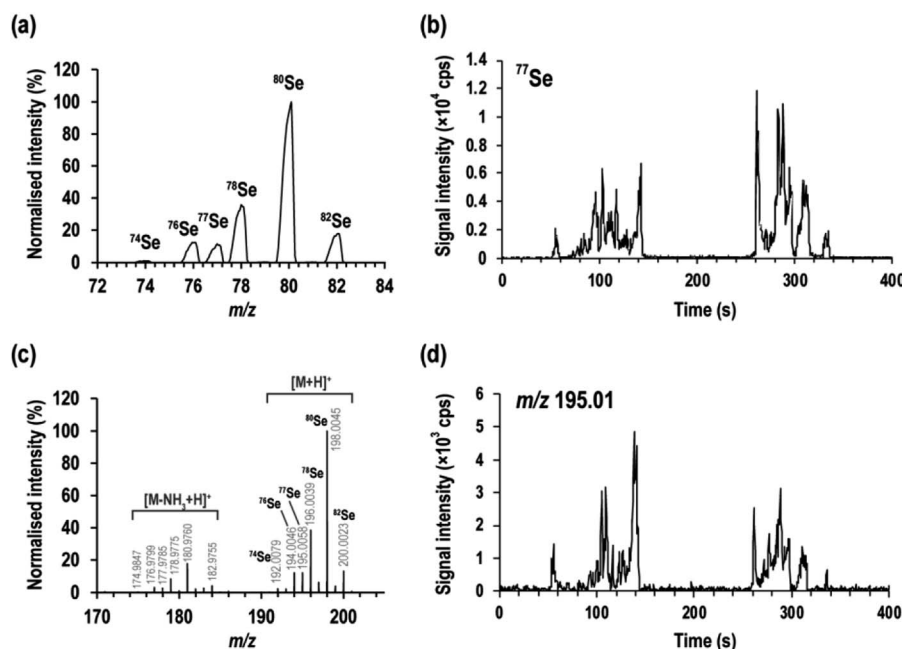 (a)
Normalised intensity (%)
120
100
80
60
40
20
0
⁷⁴Se
⁷⁶Se
⁷⁷Se
⁷⁸Se
⁸⁰Se
⁸²Se
72 74 76 78 80 82 84
m/z
(b)
Signal intensity (×10⁴ cps)
1.4
1.2
1
0.8
0.6
0.4
0.2
0
⁷⁷Se
0 100 200 300 400
Time (s)
(c)
Normalised intensity (%)
120
100
80
60
40
20
0
[M-NH₃+H]⁺
174.9847
176.9799
177.9785
178.9775
180.9760
182.9755
[M+H]⁺
⁷⁴Se
192.0079
⁷⁶Se
194.0046
⁷⁷Se
195.0058
⁷⁸Se
196.0039
⁸⁰Se
198.0045
⁸²Se
200.0023
170 180 190 200
m/z
(d)
Signal intensity (×10³ cps)
6
5
4
3
2
1
0
m/z 195.01
0 100 200 300 400
Time (s)